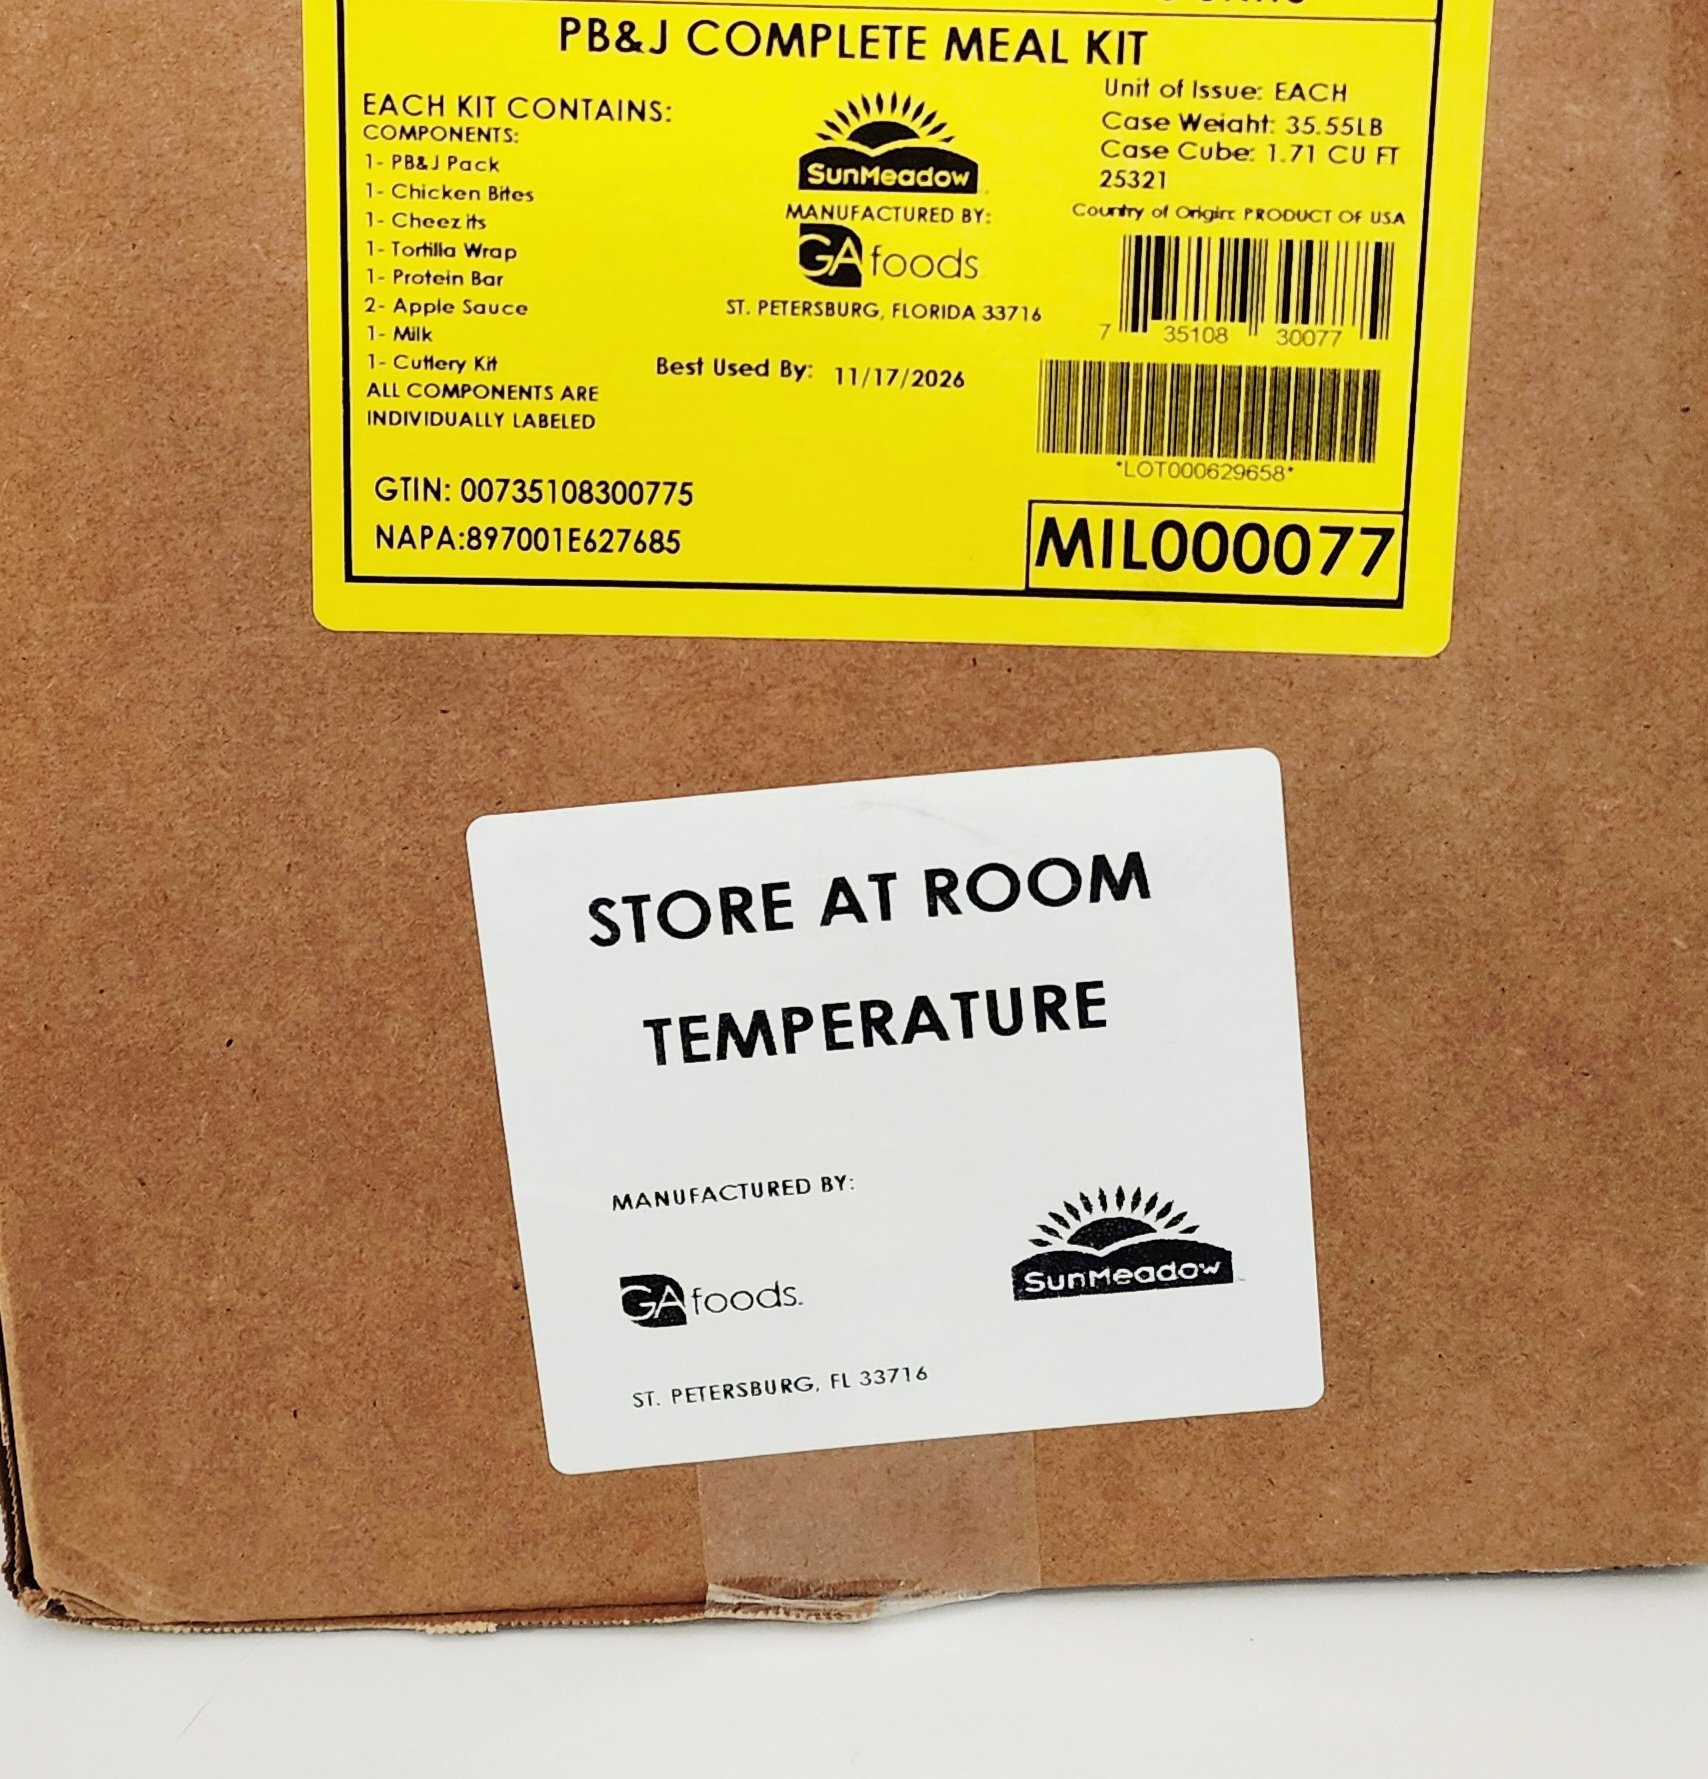 PB&J COMPLETE MEAL KIT
EACH KIT CONTAINS:
COMPONENTS:
1- PB&J Pack
1- Chicken Bites
1- Cheez its
1- Tortilla Wrap
1- Protein Bar
2- Apple Sauce
1- Milk
1- Cutlery Kit
ALL COMPONENTS ARE
INDIVIDUALLY LABELED
SunMeadow
MANUFACTURED BY:
GA foods
ST. PETERSBURG, FLORIDA 33716
Best Used By: 11/17/2026
Unit of Issue: EACH
Case Weight: 35.55LB
Case Cube: 1.71 CU FT
25321
Country of Origin: PRODUCT OF USA
7 35108 30077
*LOT000629658*
GTIN: 00735108300775
NAPA:897001E627685
MIL000077
STORE AT ROOM
TEMPERATURE
MANUFACTURED BY:
GA foods.
SunMeadow
ST. PETERSBURG, FL 33716